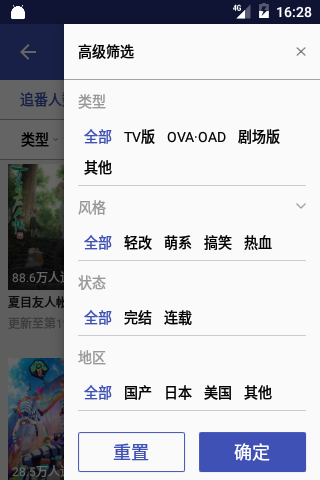 4G 16:28
高级筛选
追番人
类型
类型
全部 TV版 OVA·OAD 剧场版
其他
风格
全部 轻改 萌系 搞笑 热血
88.6万人
夏目友人帐
更新至第1
状态
全部 完结 连载
地区
全部 国产 日本 美国 其他
28.5万人
重置 确定